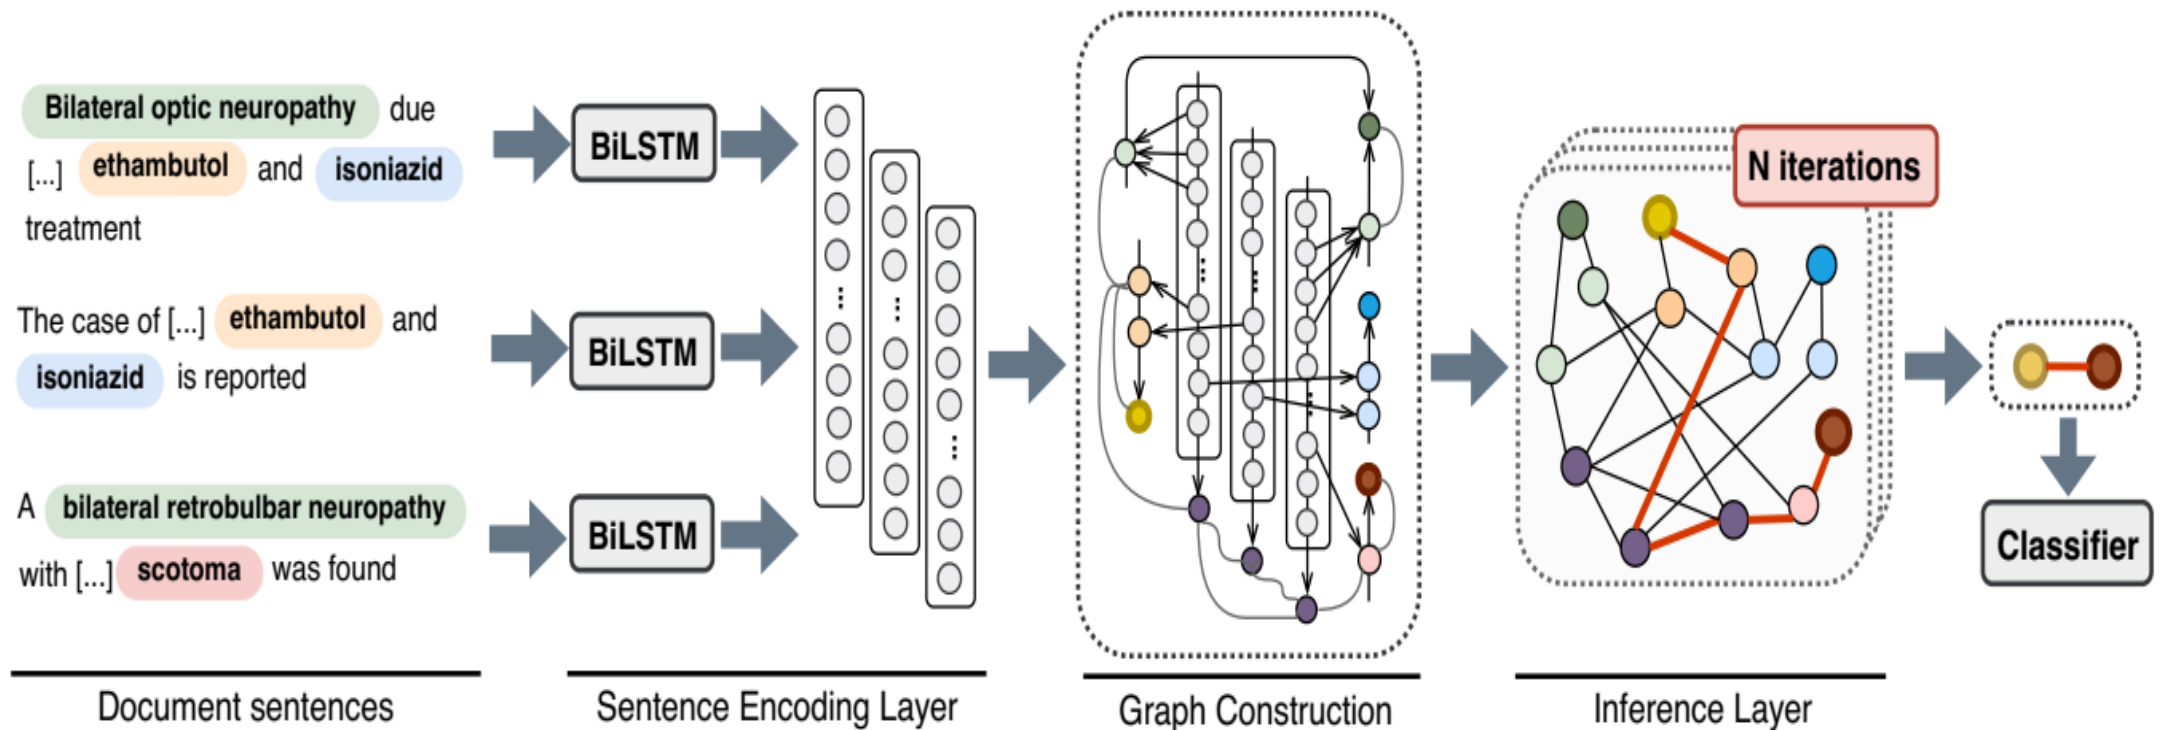 Bilateral optic neuropathy due
[...] ethambutol and isoniazid
treatment
The case of [...] ethambutol and
isoniazid is reported
A bilateral retrobulbar neuropathy
with [...] scotoma was found
Document sentences
BiLSTM
BiLSTM
BiLSTM
Sentence Encoding Layer
Graph Construction
N iterations
Inference Layer
Classifier